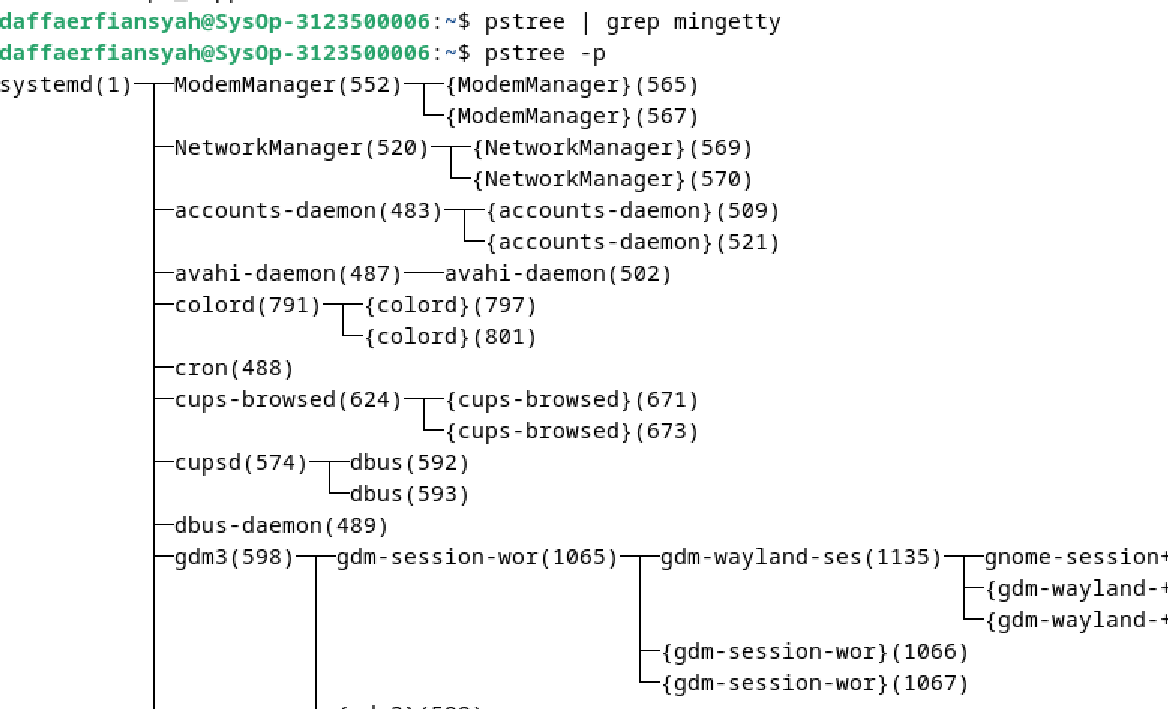 daffaerfiansyah@SysOp-3123500006:~$ pstree | grep mingetty
daffaerfiansyah@SysOp-3123500006:~$ pstree -p
systemd(1)─┬─ModemManager(552)─┬─{ModemManager}(565)
           │                   └─{ModemManager}(567)
           ├─NetworkManager(520)─┬─{NetworkManager}(569)
           │                     └─{NetworkManager}(570)
           ├─accounts-daemon(483)─┬─{accounts-daemon}(509)
           │                      └─{accounts-daemon}(521)
           ├─avahi-daemon(487)───avahi-daemon(502)
           ├─colord(791)─┬─{colord}(797)
           │             └─{colord}(801)
           ├─cron(488)
           ├─cups-browsed(624)─┬─{cups-browsed}(671)
           │                   └─{cups-browsed}(673)
           ├─cupsd(574)─┬─dbus(592)
           │            └─dbus(593)
           ├─dbus-daemon(489)
           ├─gdm3(598)─┬─gdm-session-wor(1065)─┬─gdm-wayland-ses(1135)─┬─gnome-session+
           │           │                       │                       ├─{gdm-wayland-+
           │           │                       │                       └─{gdm-wayland-+
           │           │                       ├─{gdm-session-wor}(1066)
           │           │                       └─{gdm-session-wor}(1067)